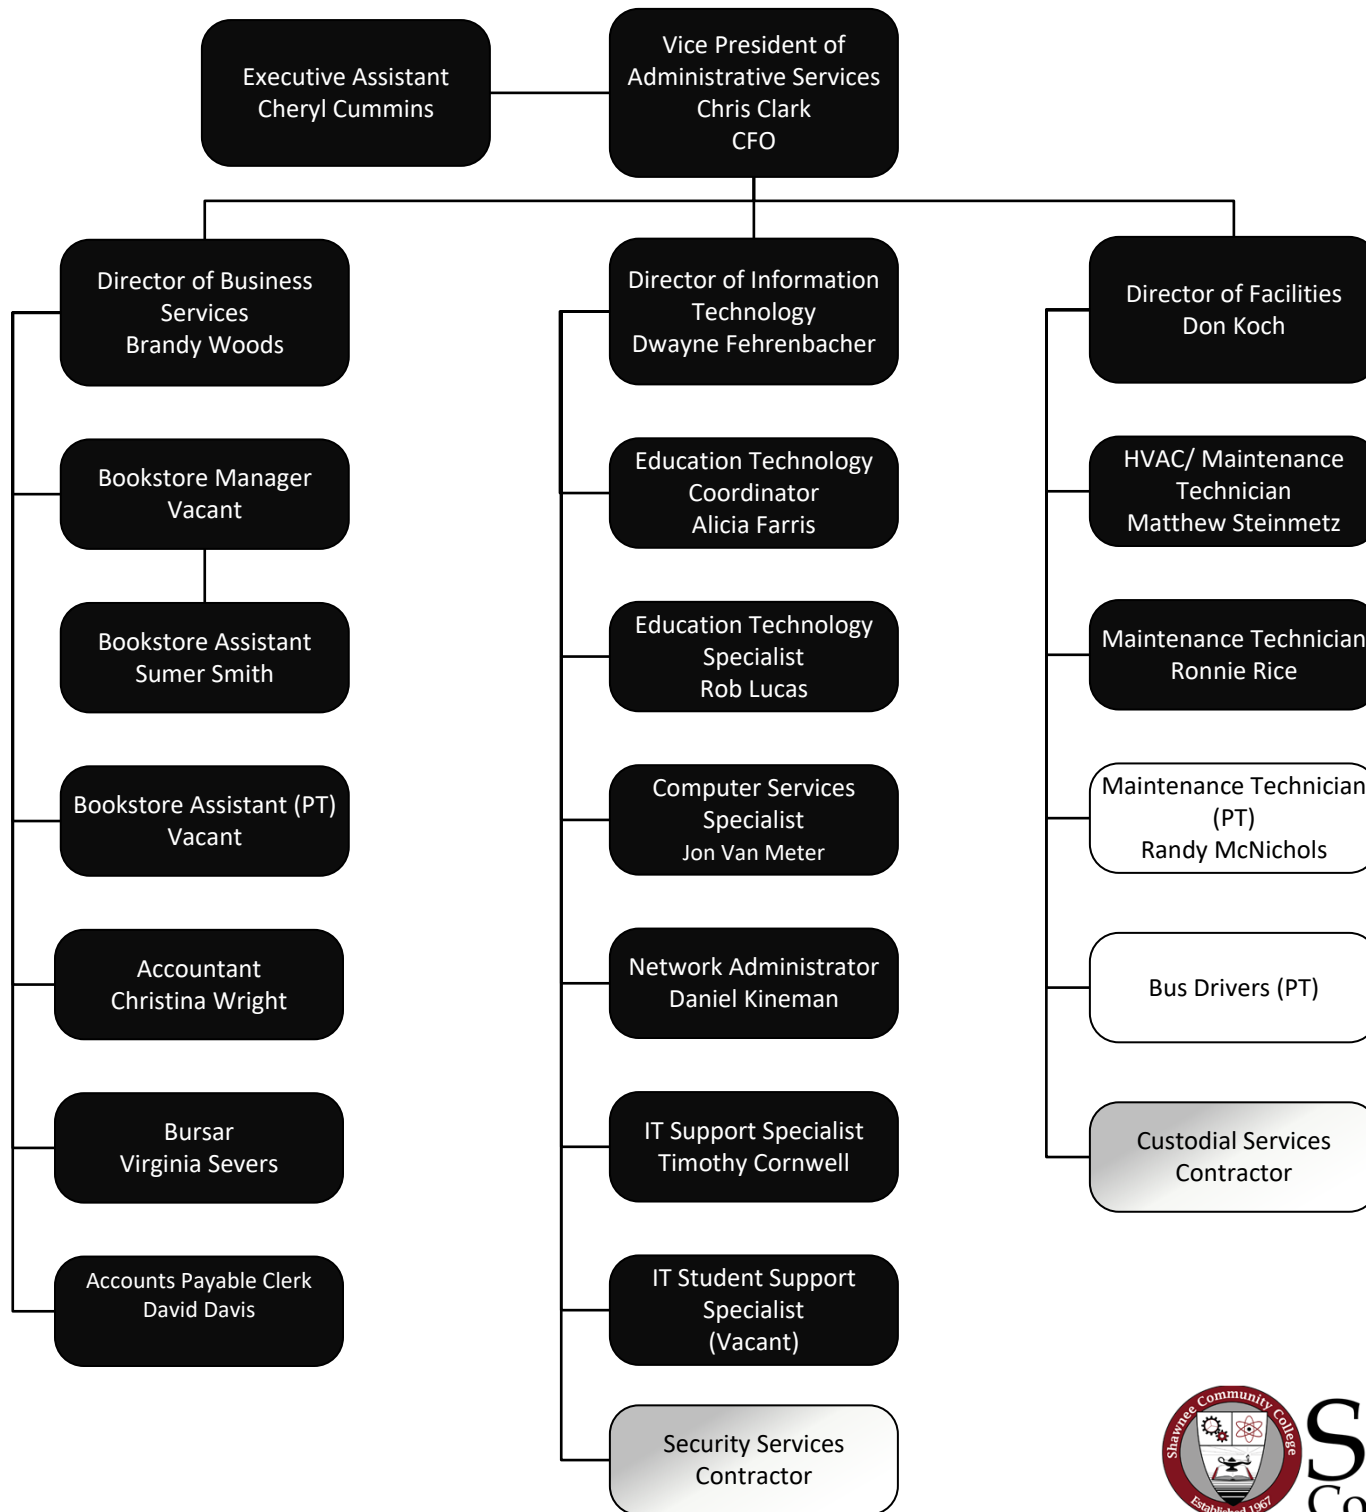 Executive Assistant
Cheryl Cummins
Vice President of
Administrative Services
Chris Clark
CFO
Director of Business
Services
Brandy Woods
Bookstore Manager
Vacant
Bookstore Assistant
Sumer Smith
Bookstore Assistant (PT)
Vacant
Accountant
Christina Wright
Bursar
Virginia Severs
Accounts Payable Clerk
David Davis
Director of Information
Technology
Dwayne Fehrenbacher
Education Technology
Coordinator
Alicia Farris
Education Technology
Specialist
Rob Lucas
Computer Services
Specialist
Jon Van Meter
Network Administrator
Daniel Kineman
IT Support Specialist
Timothy Cornwell
IT Student Support
Specialist
(Vacant)
Security Services
Contractor
Director of Facilities
Don Koch
HVAC/ Maintenance
Technician
Matthew Steinmetz
Maintenance Technician
Ronnie Rice
Maintenance Technician
(PT)
Randy McNichols
Bus Drivers (PT)
Custodial Services
Contractor
Shawnee Community College
Established 1967